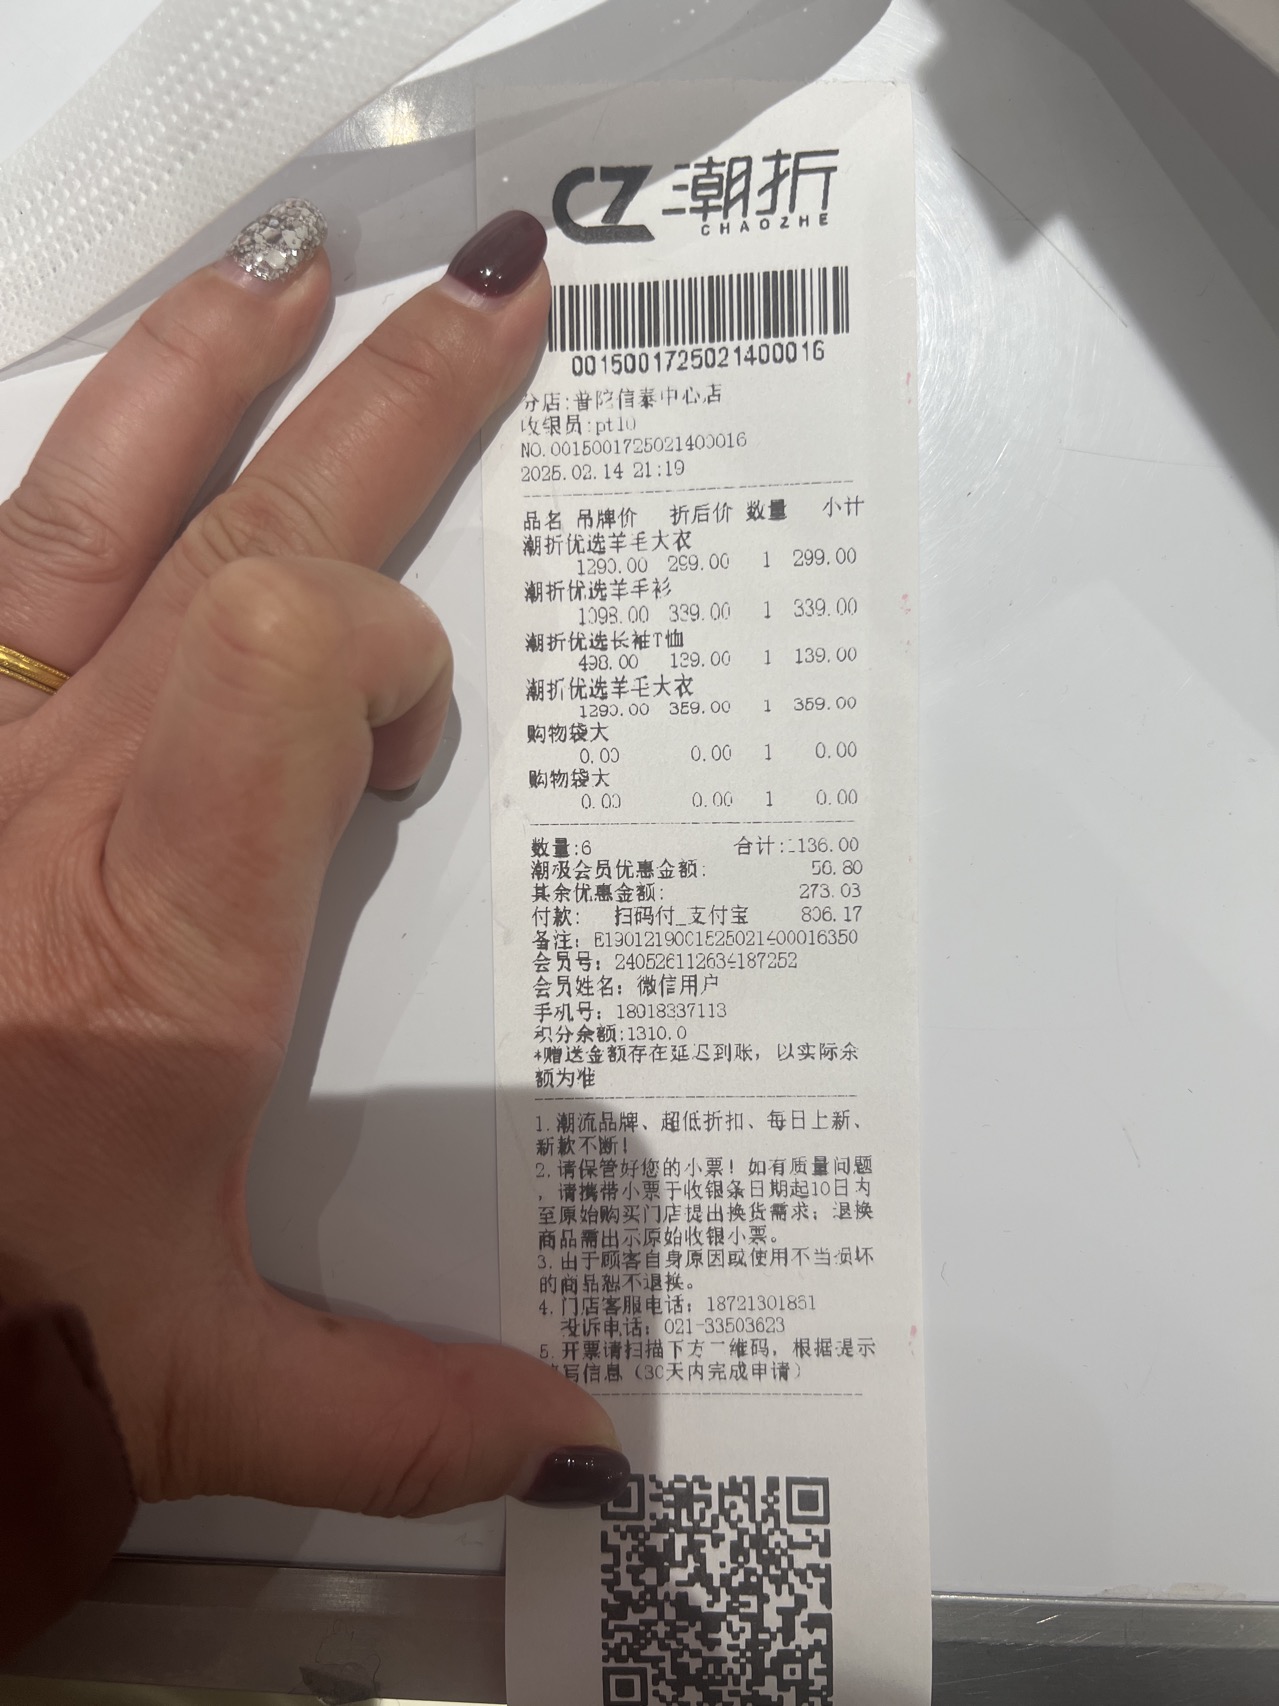 CZ 潮折
CHAOZHE
0015001725021400016
分店:普陀信泰中心店
收银员:pt10
NO.0015001725021400016
2025.02.14 21:19
品名 吊牌价 折后价 数量 小计
潮折优选羊毛大衣
1290.00 299.00 1 299.00
潮折优选羊毛衫
1098.00 339.00 1 339.00
潮折优选长袖T恤
498.00 139.00 1 139.00
潮折优选羊毛大衣
1290.00 359.00 1 359.00
购物袋大
0.00 0.00 1 0.00
购物袋大
0.00 0.00 1 0.00
数量:6 合计:1136.00
潮极会员优惠金额: 56.80
其余优惠金额: 273.03
付款: 扫码付_支付宝 806.17
备注: E1901219001525021400016350
会员号: 240526112634187252
会员姓名: 微信用户
手机号: 18018337113
积分余额:1310.0
*赠送金额存在延迟到账，以实际余
额为准
1.潮流品牌、超低折扣、每日上新、
新款不断!
2.请保管好您的小票! 如有质量问题
，请携带小票于收银条日期起10日内
至原始购买门店提出换货需求; 退换
商品需出示原始收银小票。
3.由于顾客自身原因或使用不当损坏
的商品恕不退换。
4.门店客服电话: 18721301851
投诉电话: 021-33503623
5.开票请扫描下方二维码，根据提示
写信息（30天内完成申请）